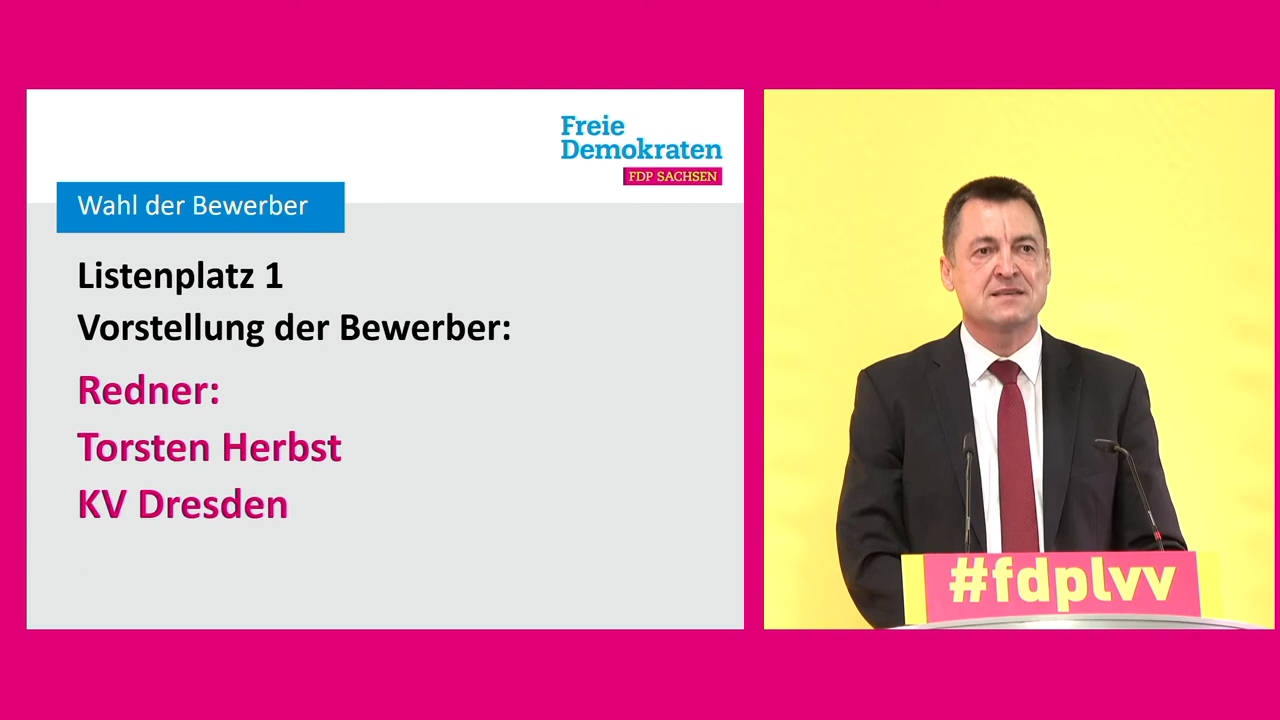 Freie
Demokraten
FDP SACHSEN
Wahl der Bewerber
Listenplatz 1
Vorstellung der Bewerber:
Redner:
Torsten Herbst
KV Dresden
#fdplvv